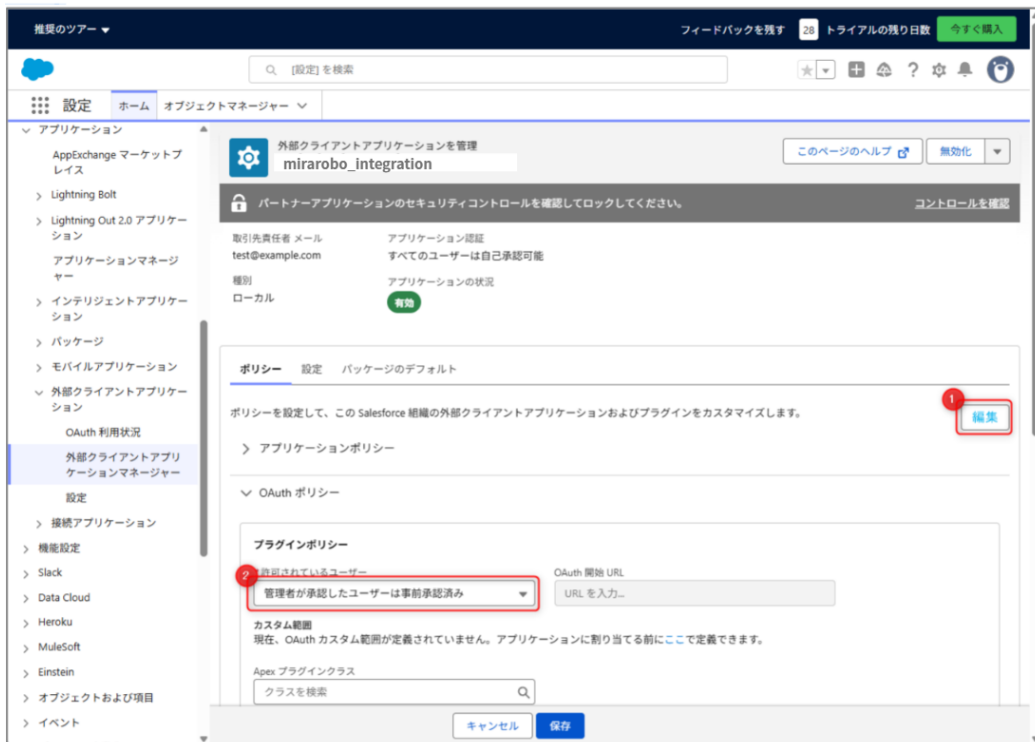 推奨のツアー
フィードバックを残す
28 トライアルの残り日数
今すぐ購入
[設定] を検索
設定
ホーム
オブジェクトマネージャー
アプリケーション
AppExchange マーケットプ
レイス
Lightning Bolt
Lightning Out 2.0 アプリケー
ション
アプリケーションマネージ
ャー
インテリジェントアプリケー
ション
パッケージ
モバイルアプリケーション
外部クライアントアプリケー
ション
OAuth 利用状況
外部クライアントアプリ
ケーションマネージャー
設定
接続アプリケーション
機能設定
Slack
Data Cloud
Heroku
MuleSoft
Einstein
オブジェクトおよび項目
イベント
外部クライアントアプリケーションを管理
mirarobo_integration
このページのヘルプ
無効化
パートナーアプリケーションのセキュリティコントロールを確認してロックしてください。
コントロールを確認
取引先責任者 メール
test@example.com
アプリケーション認証
すべてのユーザーは自己承認可能
種別
ローカル
アプリケーションの状況
有効
ポリシー
設定
パッケージのデフォルト
ポリシーを設定して、この Salesforce 組織の外部クライアントアプリケーションおよびプラグインをカスタマイズします。
1
編集
アプリケーションポリシー
OAuth ポリシー
プラグインポリシー
2
許可されているユーザー
管理者が承認したユーザーは事前承認済み
OAuth 開始 URL
URL を入力...
カスタム範囲
現在、OAuth カスタム範囲が定義されていません。アプリケーションに割り当てる前にここで定義できます。
Apex プラグインクラス
クラスを検索
キャンセル
保存